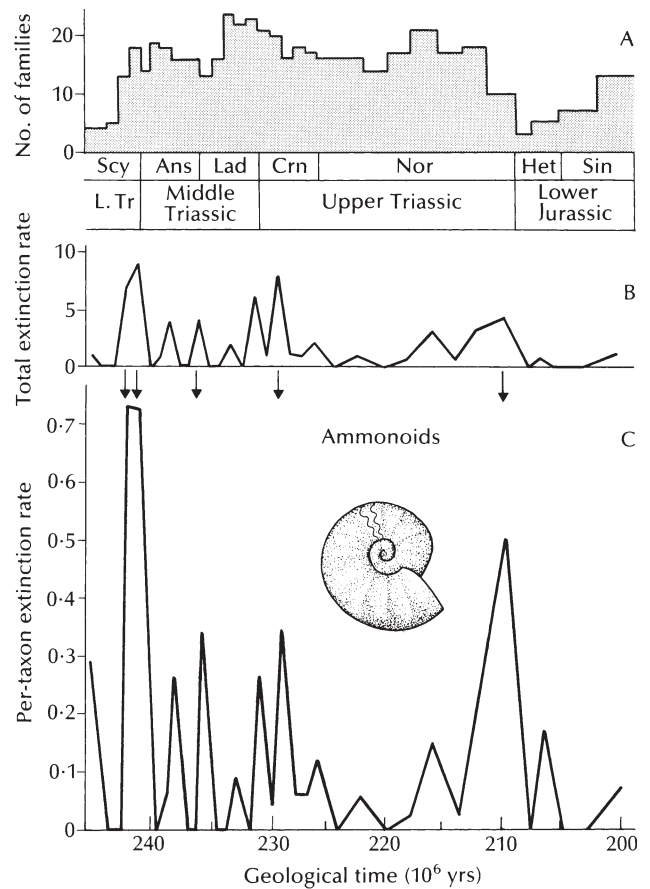 No. of families
20
10
0
A
Scy Ans Lad Crn Nor Het Sin
L. Tr Middle Triassic Upper Triassic Lower Jurassic
Total extinction rate
10
5
0
B
Per-taxon extinction rate
0·7
0·6
0·5
0·4
0·3
0·2
0·1
0
Ammonoids
C
240 230 220 210 200
Geological time (10⁶ yrs)